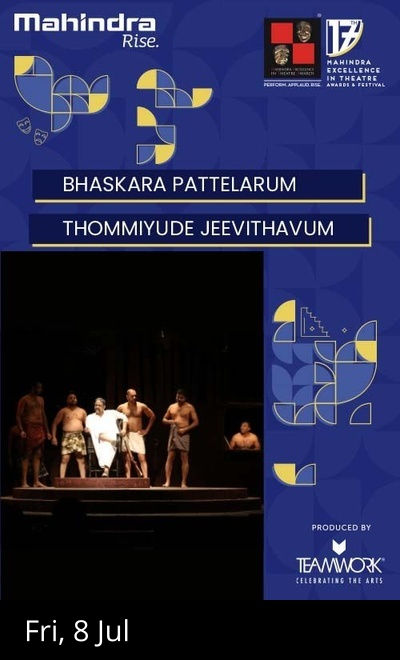 Mahindra
Rise.
17TH
MAHINDRA
EXCELLENCE
IN THEATRE
AWARDS & FESTIVAL
PERFORM. APPLAUD. RISE.
BHASKARA PATTELARUM
THOMMIYUDE JEEVITHAVUM
PRODUCED BY
TEAMWORK®
CELEBRATING THE ARTS
Fri, 8 Jul